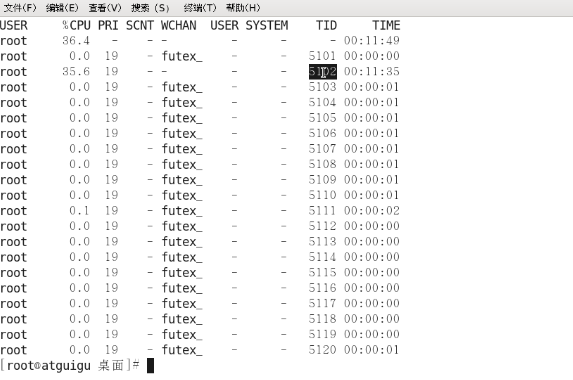 文件(F) 编辑(E) 查看(V) 搜索 (S) 终端(T) 帮助(H)
USER %CPU PRI SCNT WCHAN USER SYSTEM TID TIME
root 36.4 - - - - - - 00:11:49
root 0.0 19 - futex_ - - 5101 00:00:00
root 35.6 19 - - - - 5102 00:11:35
root 0.0 19 - futex_ - - 5103 00:00:01
root 0.0 19 - futex_ - - 5104 00:00:01
root 0.0 19 - futex_ - - 5105 00:00:01
root 0.0 19 - futex_ - - 5106 00:00:01
root 0.0 19 - futex_ - - 5107 00:00:01
root 0.0 19 - futex_ - - 5108 00:00:01
root 0.0 19 - futex_ - - 5109 00:00:01
root 0.0 19 - futex_ - - 5110 00:00:01
root 0.1 19 - futex_ - - 5111 00:00:02
root 0.0 19 - futex_ - - 5112 00:00:00
root 0.0 19 - futex_ - - 5113 00:00:00
root 0.0 19 - futex_ - - 5114 00:00:00
root 0.0 19 - futex_ - - 5115 00:00:00
root 0.0 19 - futex_ - - 5116 00:00:00
root 0.0 19 - futex_ - - 5117 00:00:00
root 0.0 19 - futex_ - - 5118 00:00:00
root 0.0 19 - futex_ - - 5119 00:00:00
root 0.0 19 - futex_ - - 5120 00:00:01
[root@atguigu 桌面]#